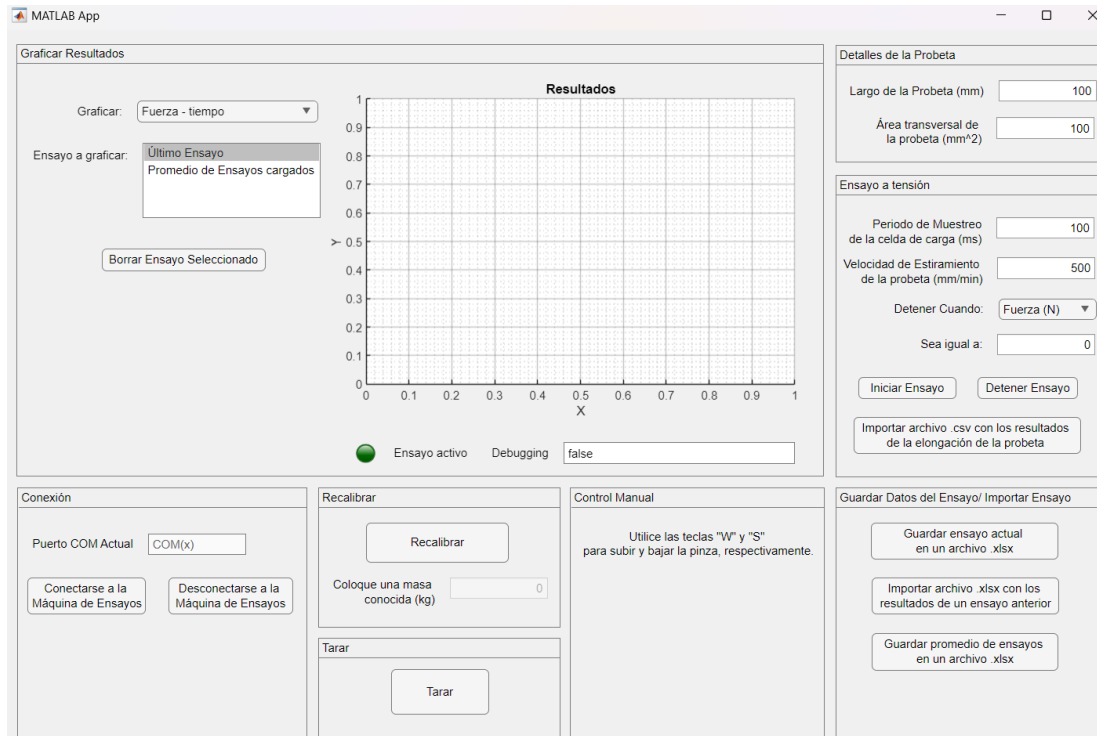 MATLAB App
Graficar Resultados
Graficar:
Fuerza - tiempo
Ensayo a graficar:
Último Ensayo
Promedio de Ensayos cargados
Borrar Ensayo Seleccionado
Resultados
1
0.9
0.8
0.7
0.6
0.5
0.4
0.3
0.2
0.1
0
Y
0
0.1
0.2
0.3
0.4
0.5
0.6
0.7
0.8
0.9
1
X
Ensayo activo
Debugging
false
Detalles de la Probeta
Largo de la Probeta (mm)
100
Área transversal de
la probeta (mm^2)
100
Ensayo a tensión
Periodo de Muestreo
de la celda de carga (ms)
100
Velocidad de Estiramiento
de la probeta (mm/min)
500
Detener Cuando:
Fuerza (N)
Sea igual a:
0
Iniciar Ensayo
Detener Ensayo
Importar archivo .csv con los resultados
de la elongación de la probeta
Conexión
Puerto COM Actual
COM(x)
Conectarse a la
Máquina de Ensayos
Desconectarse a la
Máquina de Ensayos
Recalibrar
Recalibrar
Coloque una masa
conocida (kg)
0
Tarar
Tarar
Control Manual
Utilice las teclas "W" y "S"
para subir y bajar la pinza, respectivamente.
Guardar Datos del Ensayo/ Importar Ensayo
Guardar ensayo actual
en un archivo .xlsx
Importar archivo .xlsx con los
resultados de un ensayo anterior
Guardar promedio de ensayos
en un archivo .xlsx